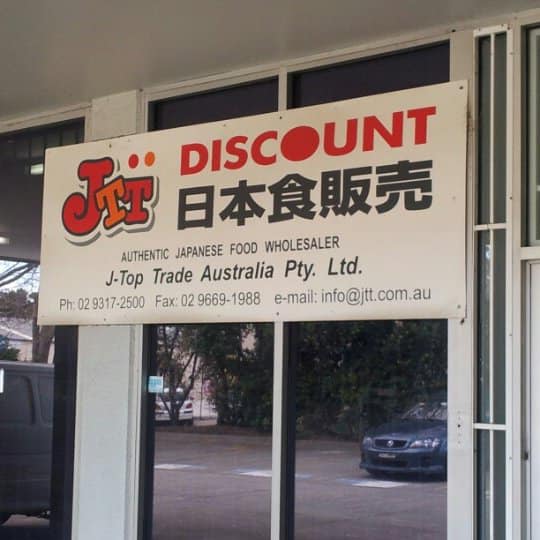 JTT
DISCOUNT
日本食販売
AUTHENTIC JAPANESE FOOD WHOLESALER
J-Top Trade Australia Pty. Ltd.
Ph: 02 9317-2500 Fax: 02 9669-1988 e-mail: info@jtt.com.au